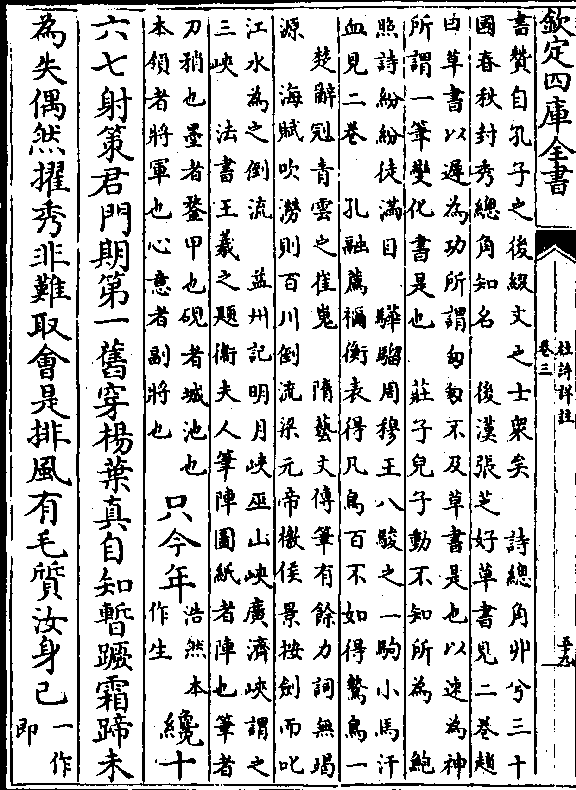 欽定四庫全書
杜詩詳註
卷三
五十九
書贊自孔子之後綴文之士衆矣 詩總角丱兮三十
國春秋封秀總角知名 後漢張芝好草書見二卷趙
曰草書以遲為功所謂匆匆不及草書是也以速為神
所謂一筆變化書是也 莊子兒子動不知所為 鮑
照詩紛紛徒滿目 驊騮周穆王八駿之一駒小馬汗
血見二卷 孔融薦禰衡表得凡鳥百不如得鷙鳥一
楚辭冠青雲之崔嵬 隋藝文傳筆有餘力詞無竭
源 海賦吹澇則百川倒流梁元帝檄侯景按劍而叱
江水為之倒流 益州記明月峽巫山峽廣濟峽謂之
三峽 法書王羲之題衞夫人筆陣圖紙者陣也筆者
刀矟也墨者鍪甲也硯者城池也
本領者將軍也心意者副將也
只今年 浩然本作生 纔十
六七射策君門期第一舊穿楊葉真自知暫蹶霜蹄未
為失偶然擢秀非難取會是排風有毛質汝身已 一作即